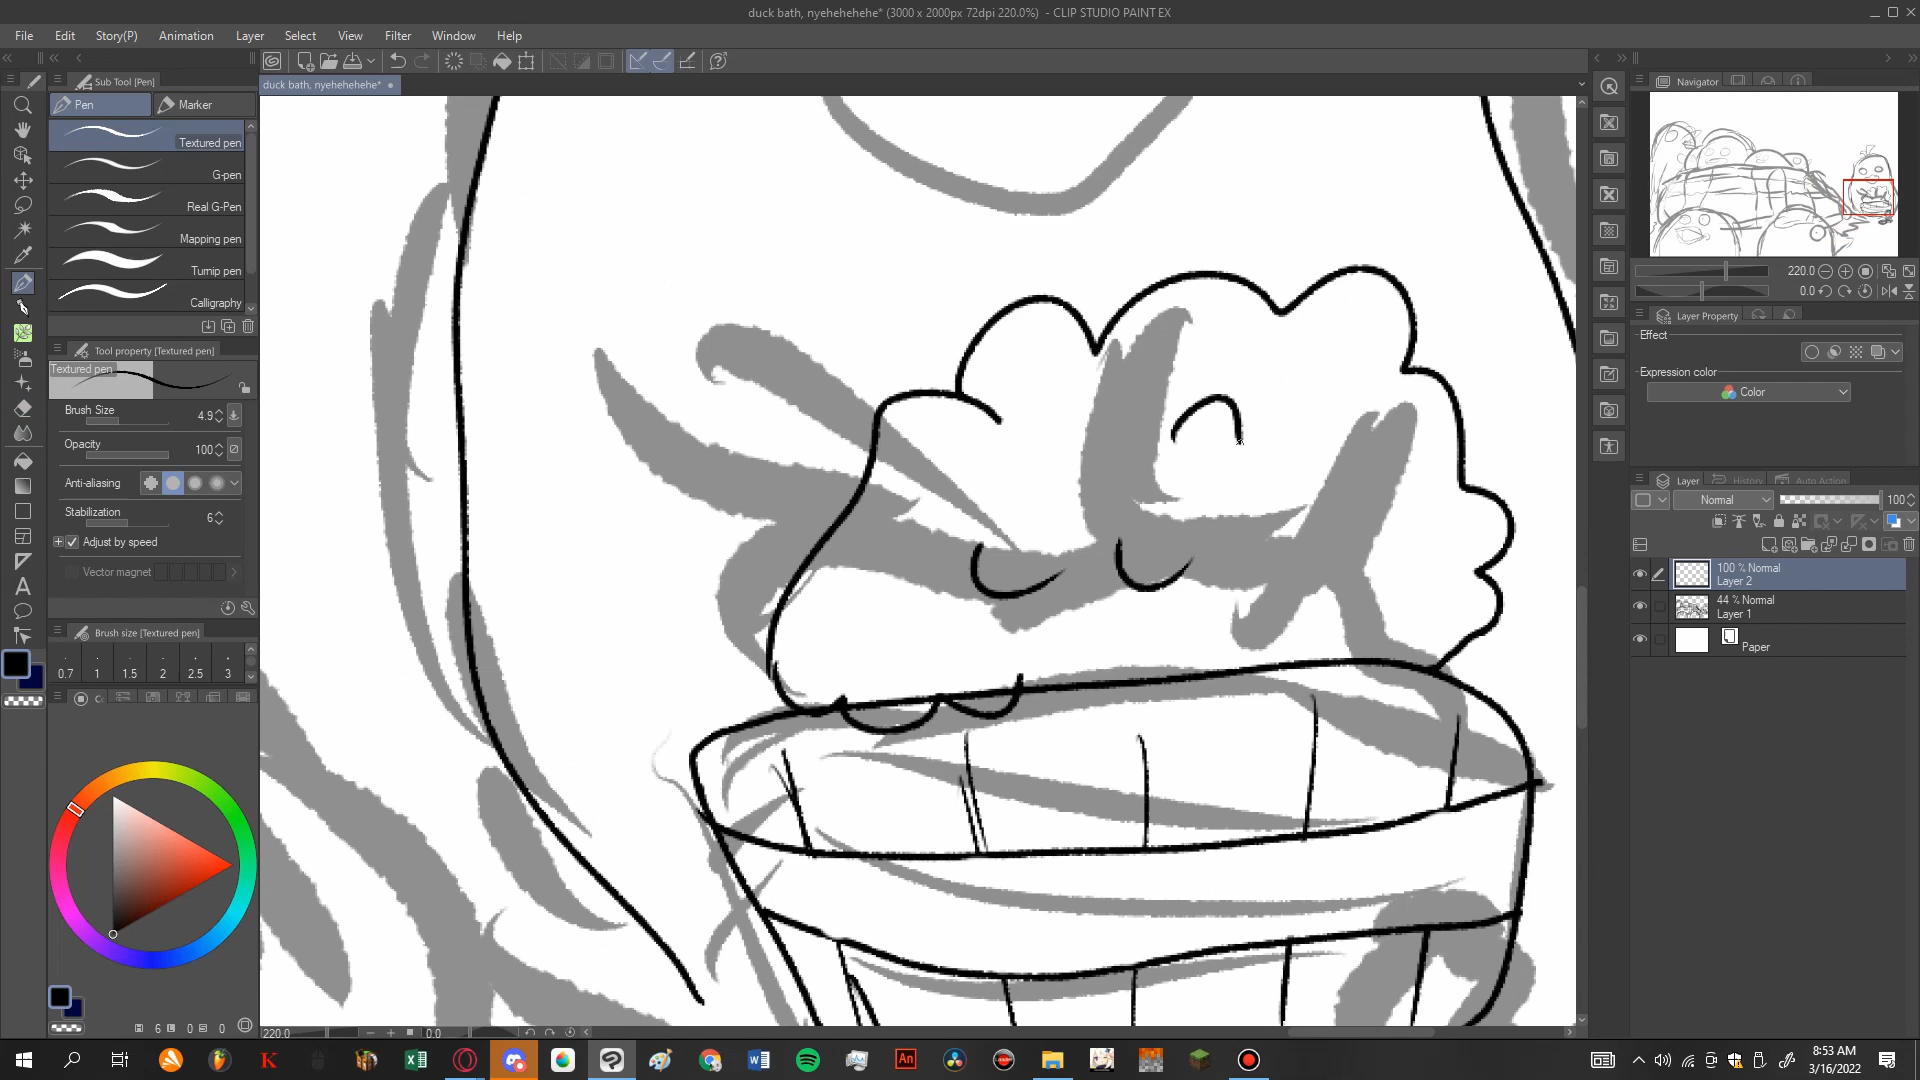 duck bath, nyehehehehe* (3000 x 2000px 72dpi 220.0%) - CLIP STUDIO PAINT EX
File Edit Story(P) Animation Layer Select View Filter Window Help
Sub Tool [Pen]
duck bath, nyehehehehe*
Navigator
Pen Marker
Textured pen
G-pen
Real G-Pen
Mapping pen
Turnip pen
Calligraphy
220.0
0.0
Layer Property
Effect
Expression color
Color
Tool property [Textured pen]
Textured pen
Brush Size 4.9
Opacity 100
Anti-aliasing
Stabilization 6
Adjust by speed
Vector magnet
Brush size [Textured pen]
0.7 1 1.5 2 2.5 3
Layer History Auto Action
Normal 100
100 % Normal
Layer 2
44 % Normal
Layer 1
Paper
6 0 0
220.0 0.0
8:53 AM
3/16/2022